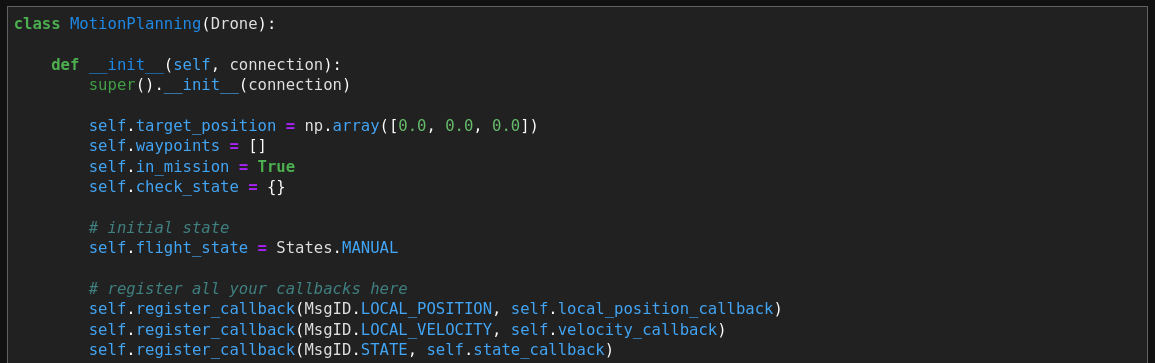 class MotionPlanning(Drone):
    def __init__(self, connection):
        super().__init__(connection)
        self.target_position = np.array([0.0, 0.0, 0.0])
        self.waypoints = []
        self.in_mission = True
        self.check_state = {}
        # initial state
        self.flight_state = States.MANUAL
        # register all your callbacks here
        self.register_callback(MsgID.LOCAL_POSITION, self.local_position_callback)
        self.register_callback(MsgID.LOCAL_VELOCITY, self.velocity_callback)
        self.register_callback(MsgID.STATE, self.state_callback)